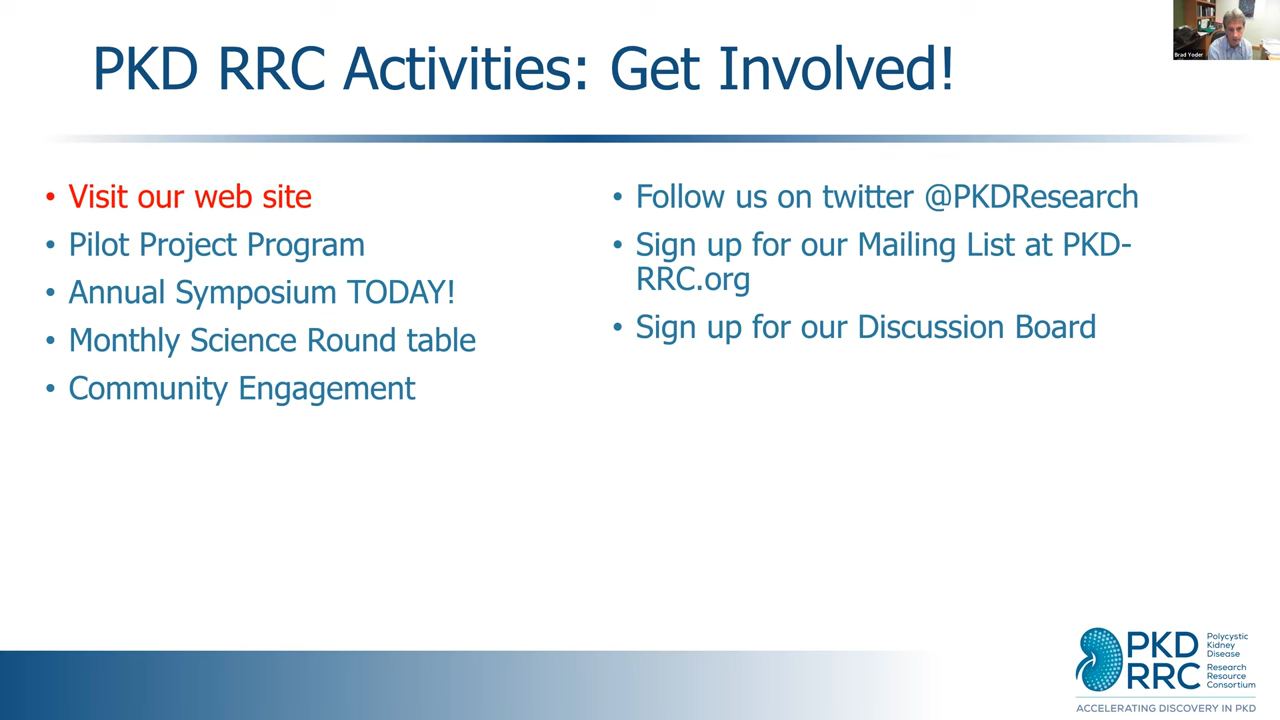 PKD RRC Activities: Get Involved!
Brad Yoder
• Visit our web site
• Pilot Project Program
• Annual Symposium TODAY!
• Monthly Science Round table
• Community Engagement
• Follow us on twitter @PKDResearch
• Sign up for our Mailing List at PKD-
RRC.org
• Sign up for our Discussion Board
PKD
RRC
Polycystic
Kidney
Disease
Research
Resource
Consortium
ACCELERATING DISCOVERY IN PKD